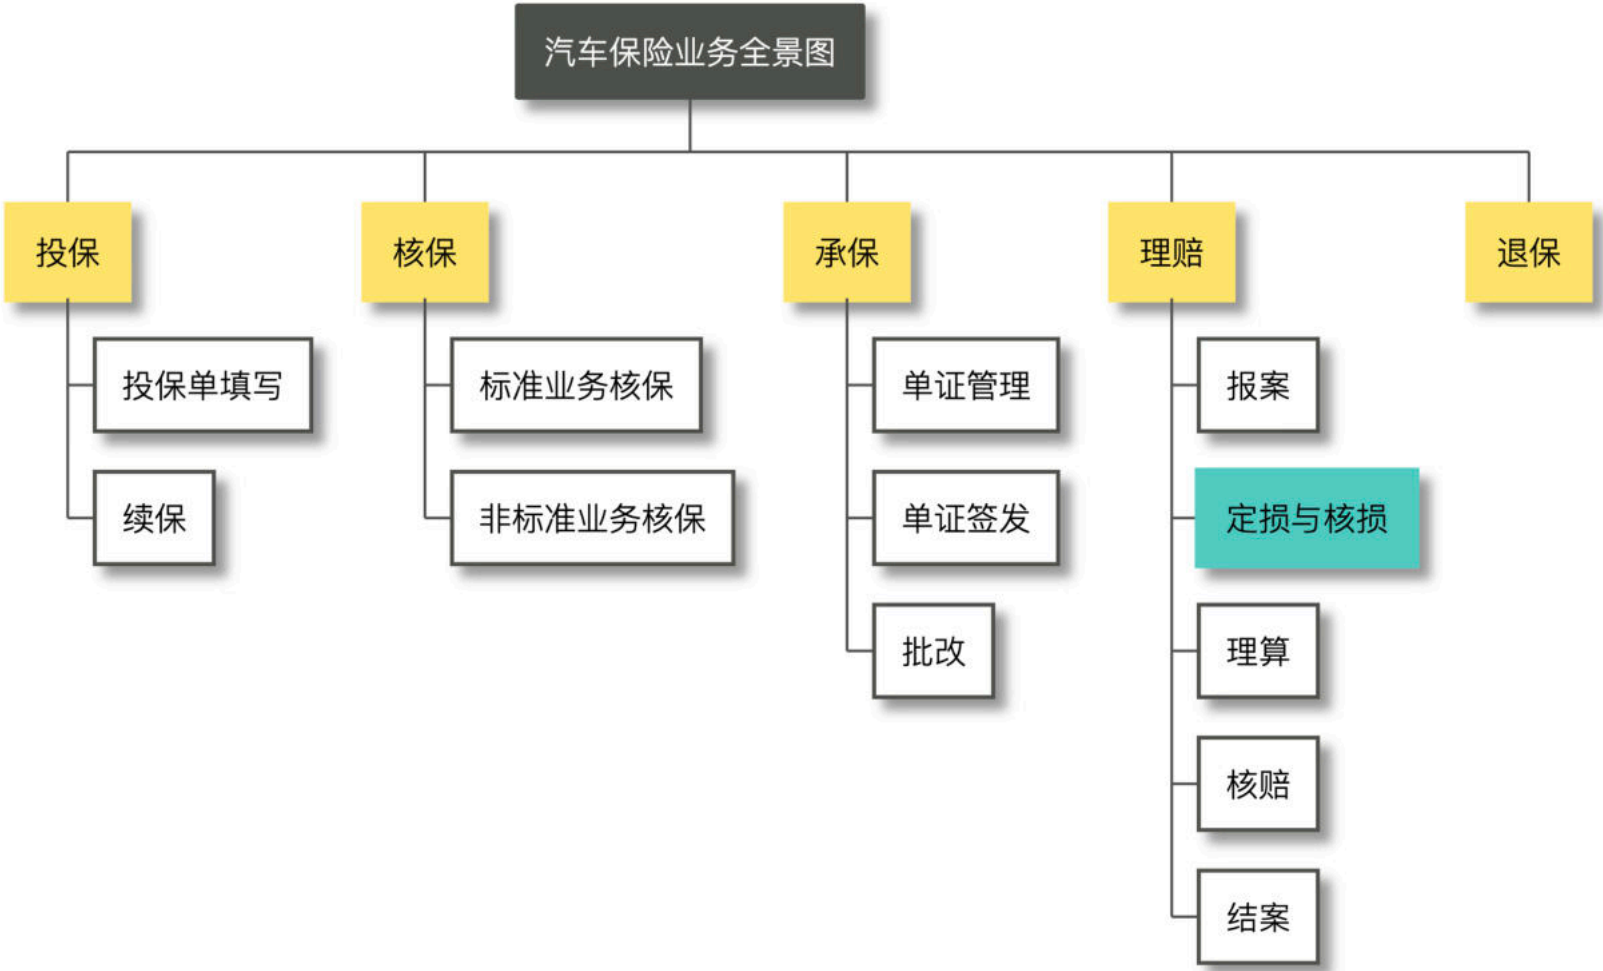 汽车保险业务全景图
投保
核保
承保
理赔
退保
投保单填写
标准业务核保
单证管理
报案
续保
非标准业务核保
单证签发
定损与核损
批改
理算
核赔
结案